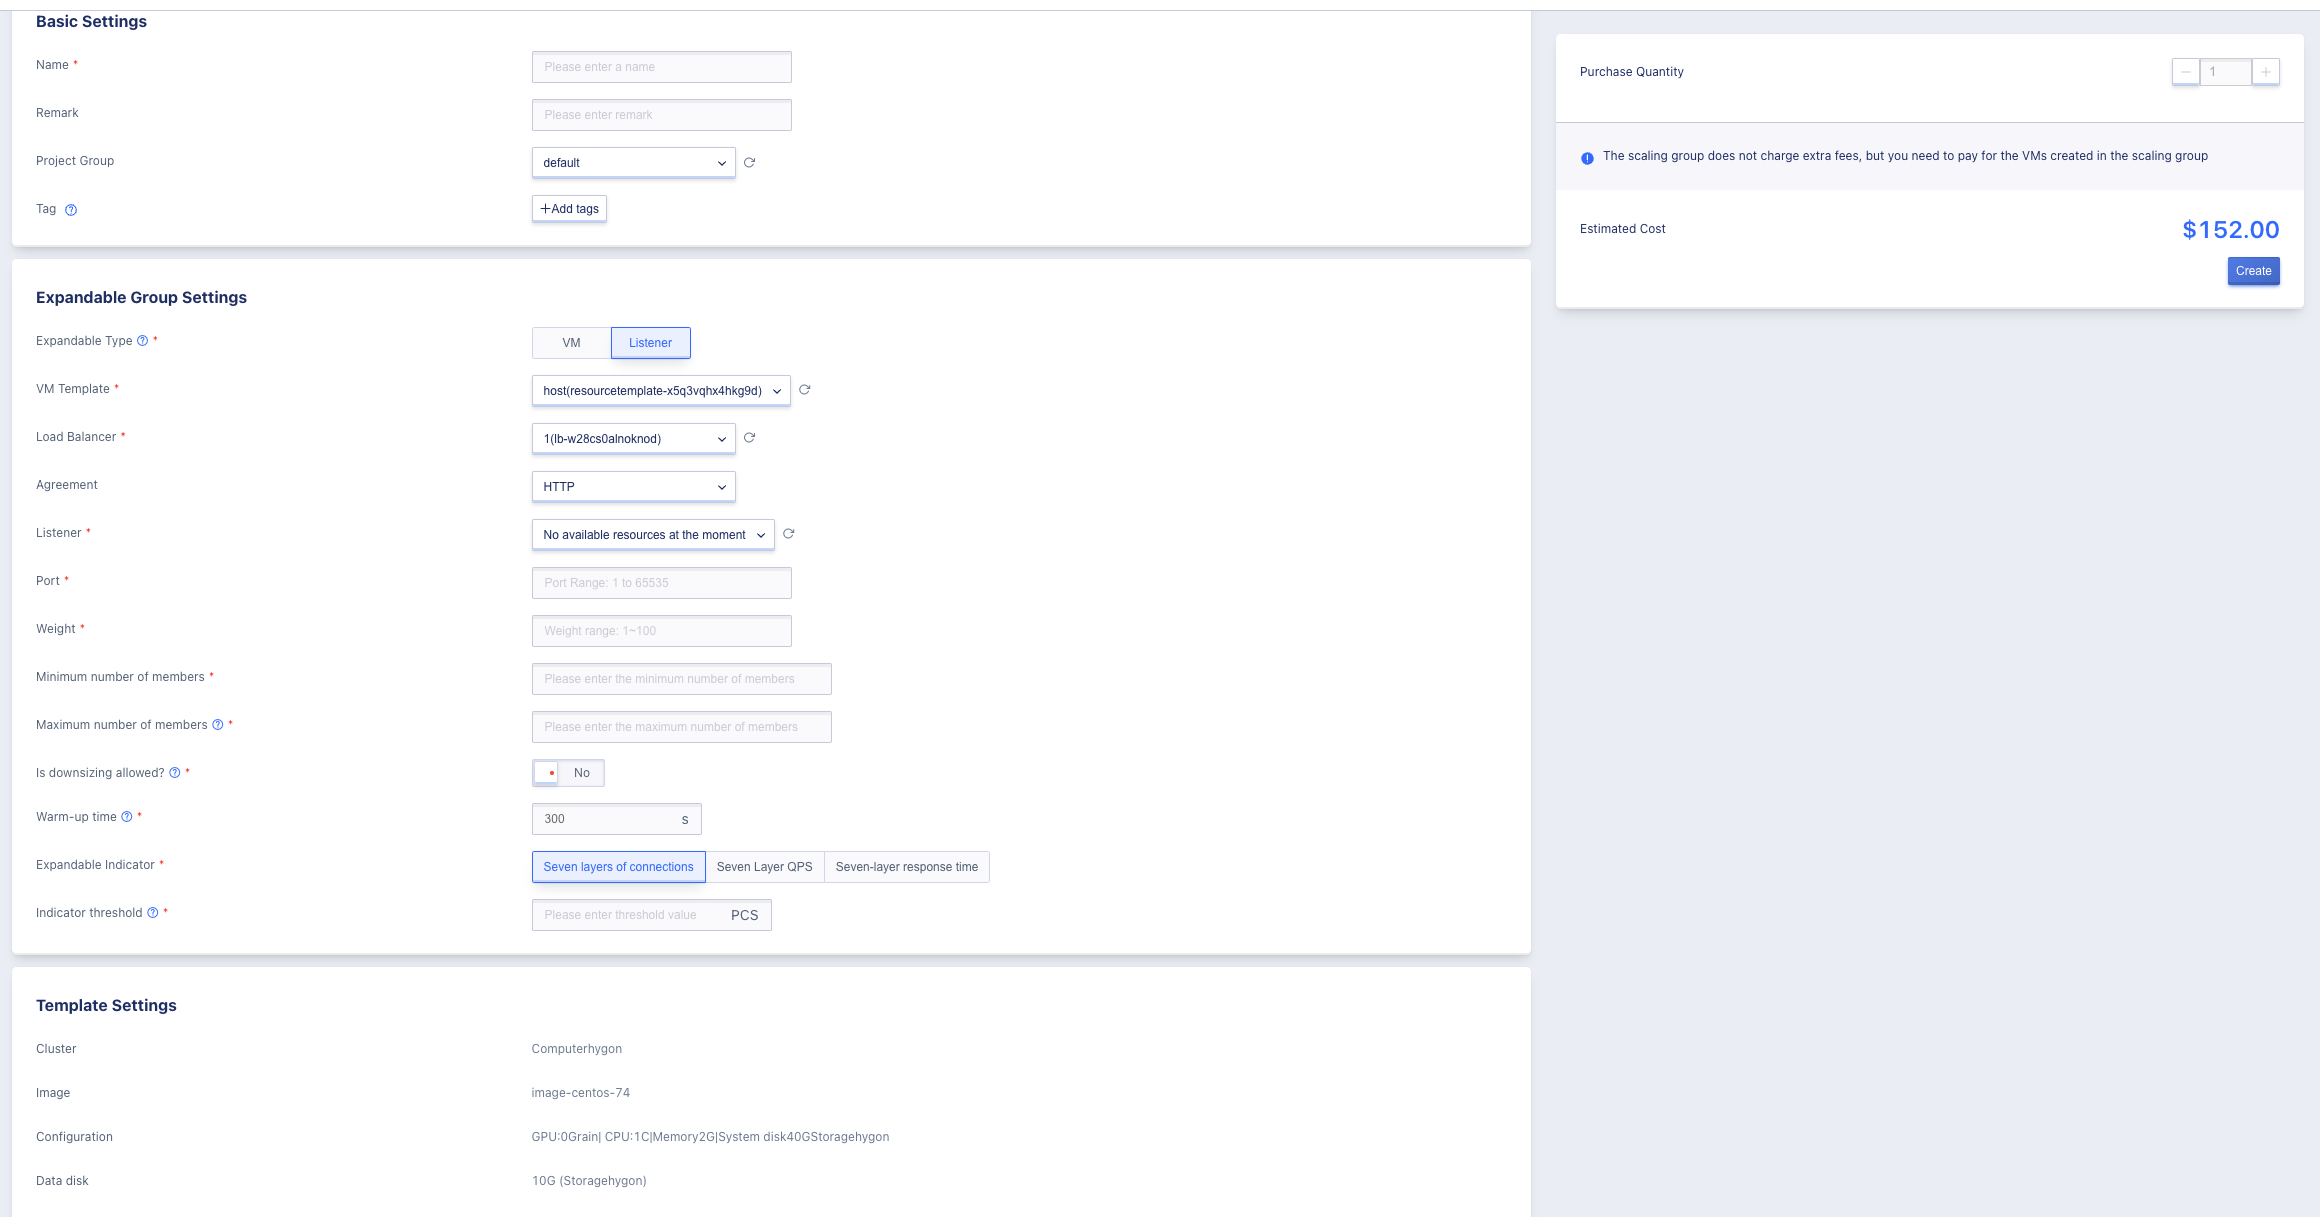 Basic Settings
Name *
Please enter a name
Remark
Please enter remark
Project Group
default
Tag
+Add tags
Expandable Group Settings
Expandable Type *
VM
Listener
VM Template *
host(resourcetemplate-x5q3vqhx4hkg9d)
Load Balancer *
1(lb-w28cs0alnoknod)
Agreement
HTTP
Listener *
No available resources at the moment
Port *
Port Range: 1 to 65535
Weight *
Weight range: 1~100
Minimum number of members *
Please enter the minimum number of members
Maximum number of members *
Please enter the maximum number of members
Is downsizing allowed? *
No
Warm-up time *
300 s
Expandable Indicator *
Seven layers of connections
Seven Layer QPS
Seven-layer response time
Indicator threshold *
Please enter threshold value PCS
Template Settings
Cluster
Computerhygon
Image
image-centos-74
Configuration
GPU:0Grain| CPU:1C|Memory2G|System disk40GStoragehygon
Data disk
10G (Storagehygon)
Purchase Quantity
1
The scaling group does not charge extra fees, but you need to pay for the VMs created in the scaling group
Estimated Cost
$152.00
Create